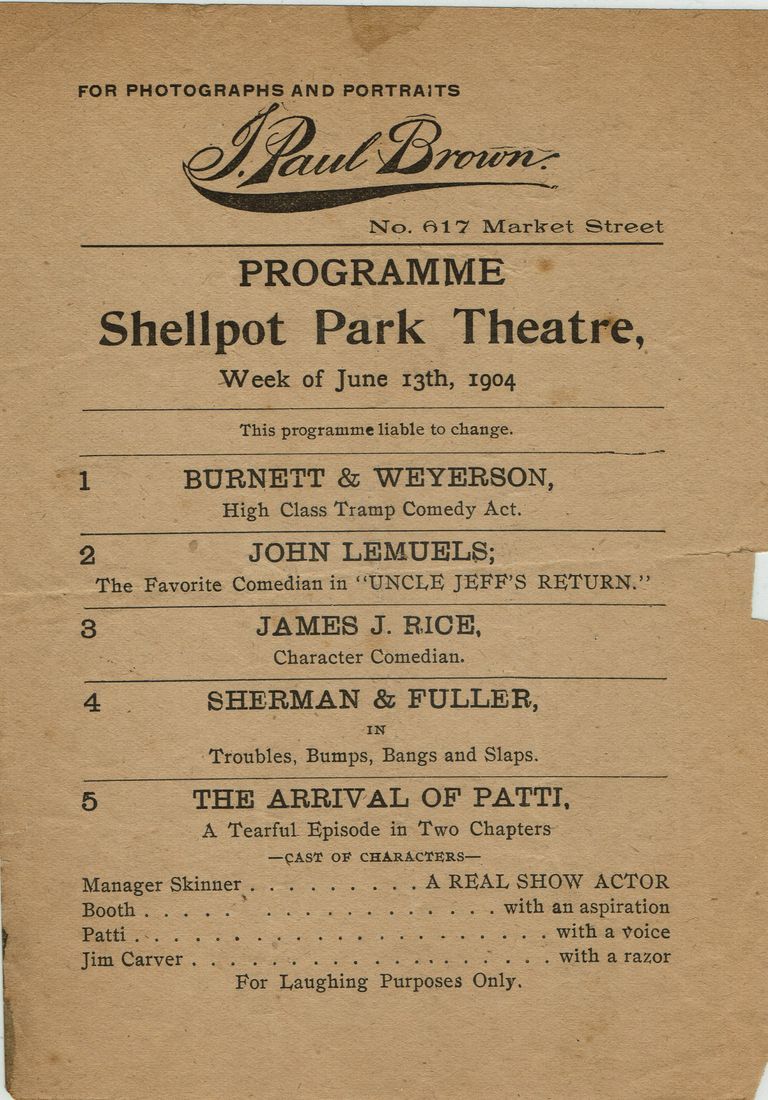 FOR PHOTOGRAPHS AND PORTRAITS
J. Paul Brown.
No. 617 Market Street
PROGRAMME
Shellpot Park Theatre,
Week of June 13th, 1904
This programme liable to change.
1 BURNETT & WEYERSON,
High Class Tramp Comedy Act.
2 JOHN LEMUELS;
The Favorite Comedian in "UNCLE JEFF'S RETURN."
3 JAMES J. RICE,
Character Comedian.
4 SHERMAN & FULLER,
IN
Troubles, Bumps, Bangs and Slaps.
5 THE ARRIVAL OF PATTI,
A Tearful Episode in Two Chapters
—CAST OF CHARACTERS—
Manager Skinner . . . . . . . . . A REAL SHOW ACTOR
Booth . . . . . . . . . . . . . . . . . with an aspiration
Patti . . . . . . . . . . . . . . . . . . . . with a voice
Jim Carver . . . . . . . . . . . . . . . . . . with a razor
For Laughing Purposes Only.